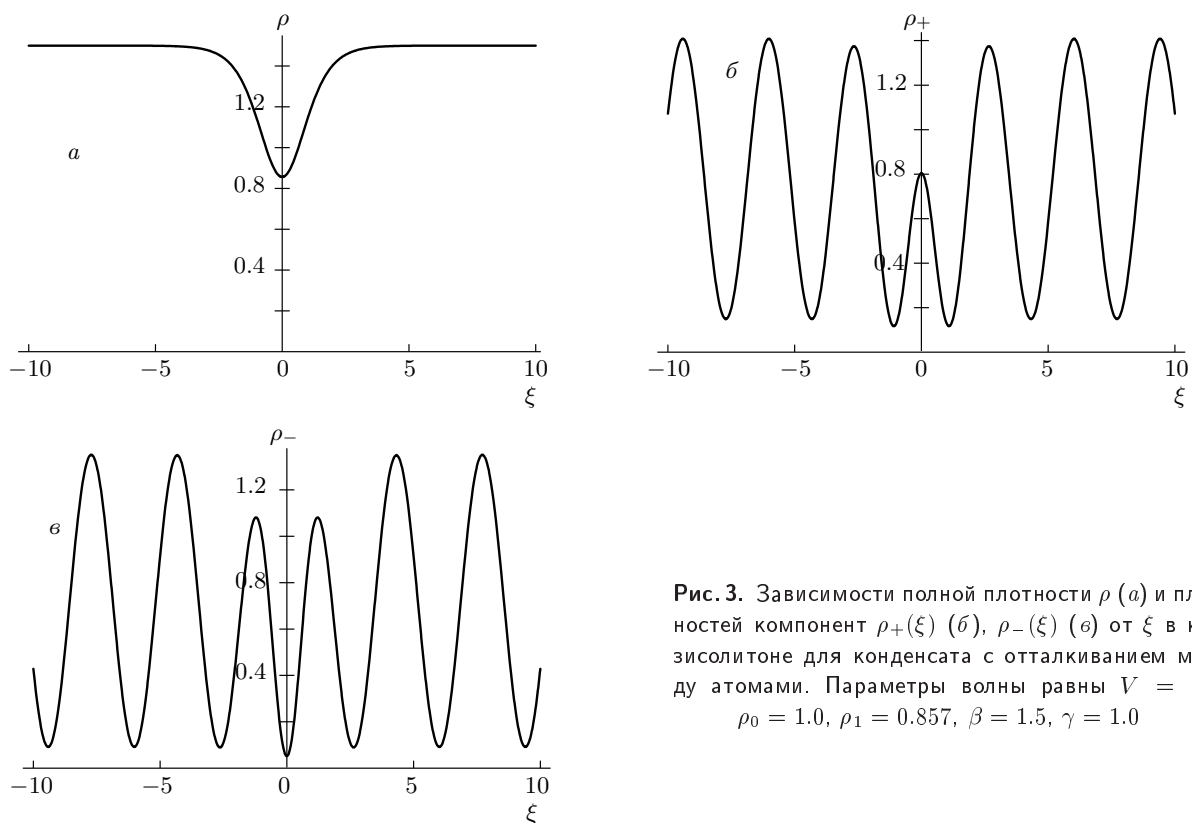 ρ
1.2
а
0.8
0.4
−10 −5 0 5 10
ξ
ρ+
б
1.2
0.8
0.4
−10 −5 0 5 10
ξ
ρ−
1.2
в
0.8
0.4
−10 −5 0 5 10
ξ
Рис. 3. Зависимости полной плотности ρ (а) и пл
ностей компонент ρ+(ξ) (б), ρ−(ξ) (в) от ξ в к
зисолитоне для конденсата с отталкиванием м
ду атомами. Параметры волны равны V =
ρ0 = 1.0, ρ1 = 0.857, β = 1.5, γ = 1.0